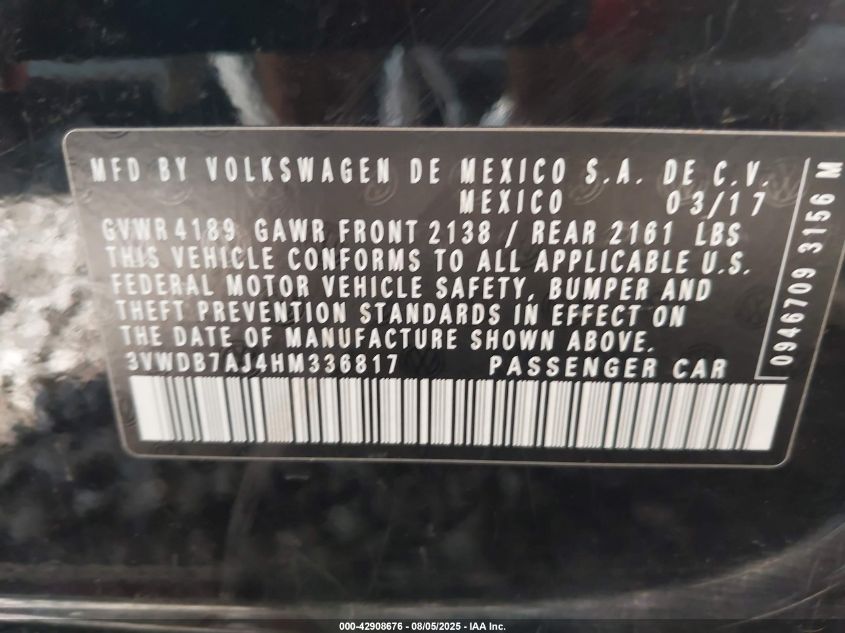 MFD BY VOLKSWAGEN DE MEXICO S.A. DE C.V.
MEXICO 03/17
GVWR 4189 GAWR FRONT 2138 / REAR 2161 LBS
THIS VEHICLE CONFORMS TO ALL APPLICABLE U.S.
FEDERAL MOTOR VEHICLE SAFETY, BUMPER AND
THEFT PREVENTION STANDARDS IN EFFECT ON
THE DATE OF MANUFACTURE SHOWN ABOVE.
3VWDB7AJ4HM336817 PASSENGER CAR
0946709 3156 M
000-42908676 - 08/05/2025 - IAA Inc.